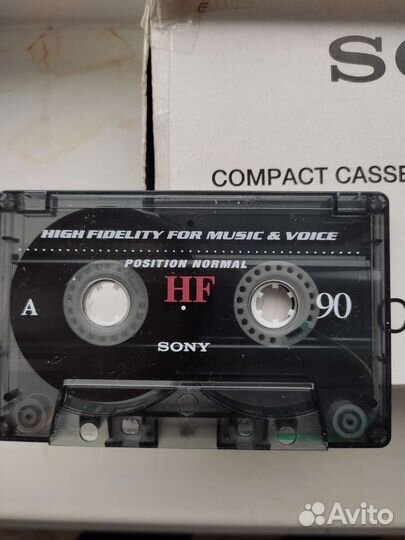 E
SO
COMPACT CASSE
HIGH FIDELITY FOR MUSIC & VOICE
POSITION NORMAL
A
HF
90
SONY
Avito